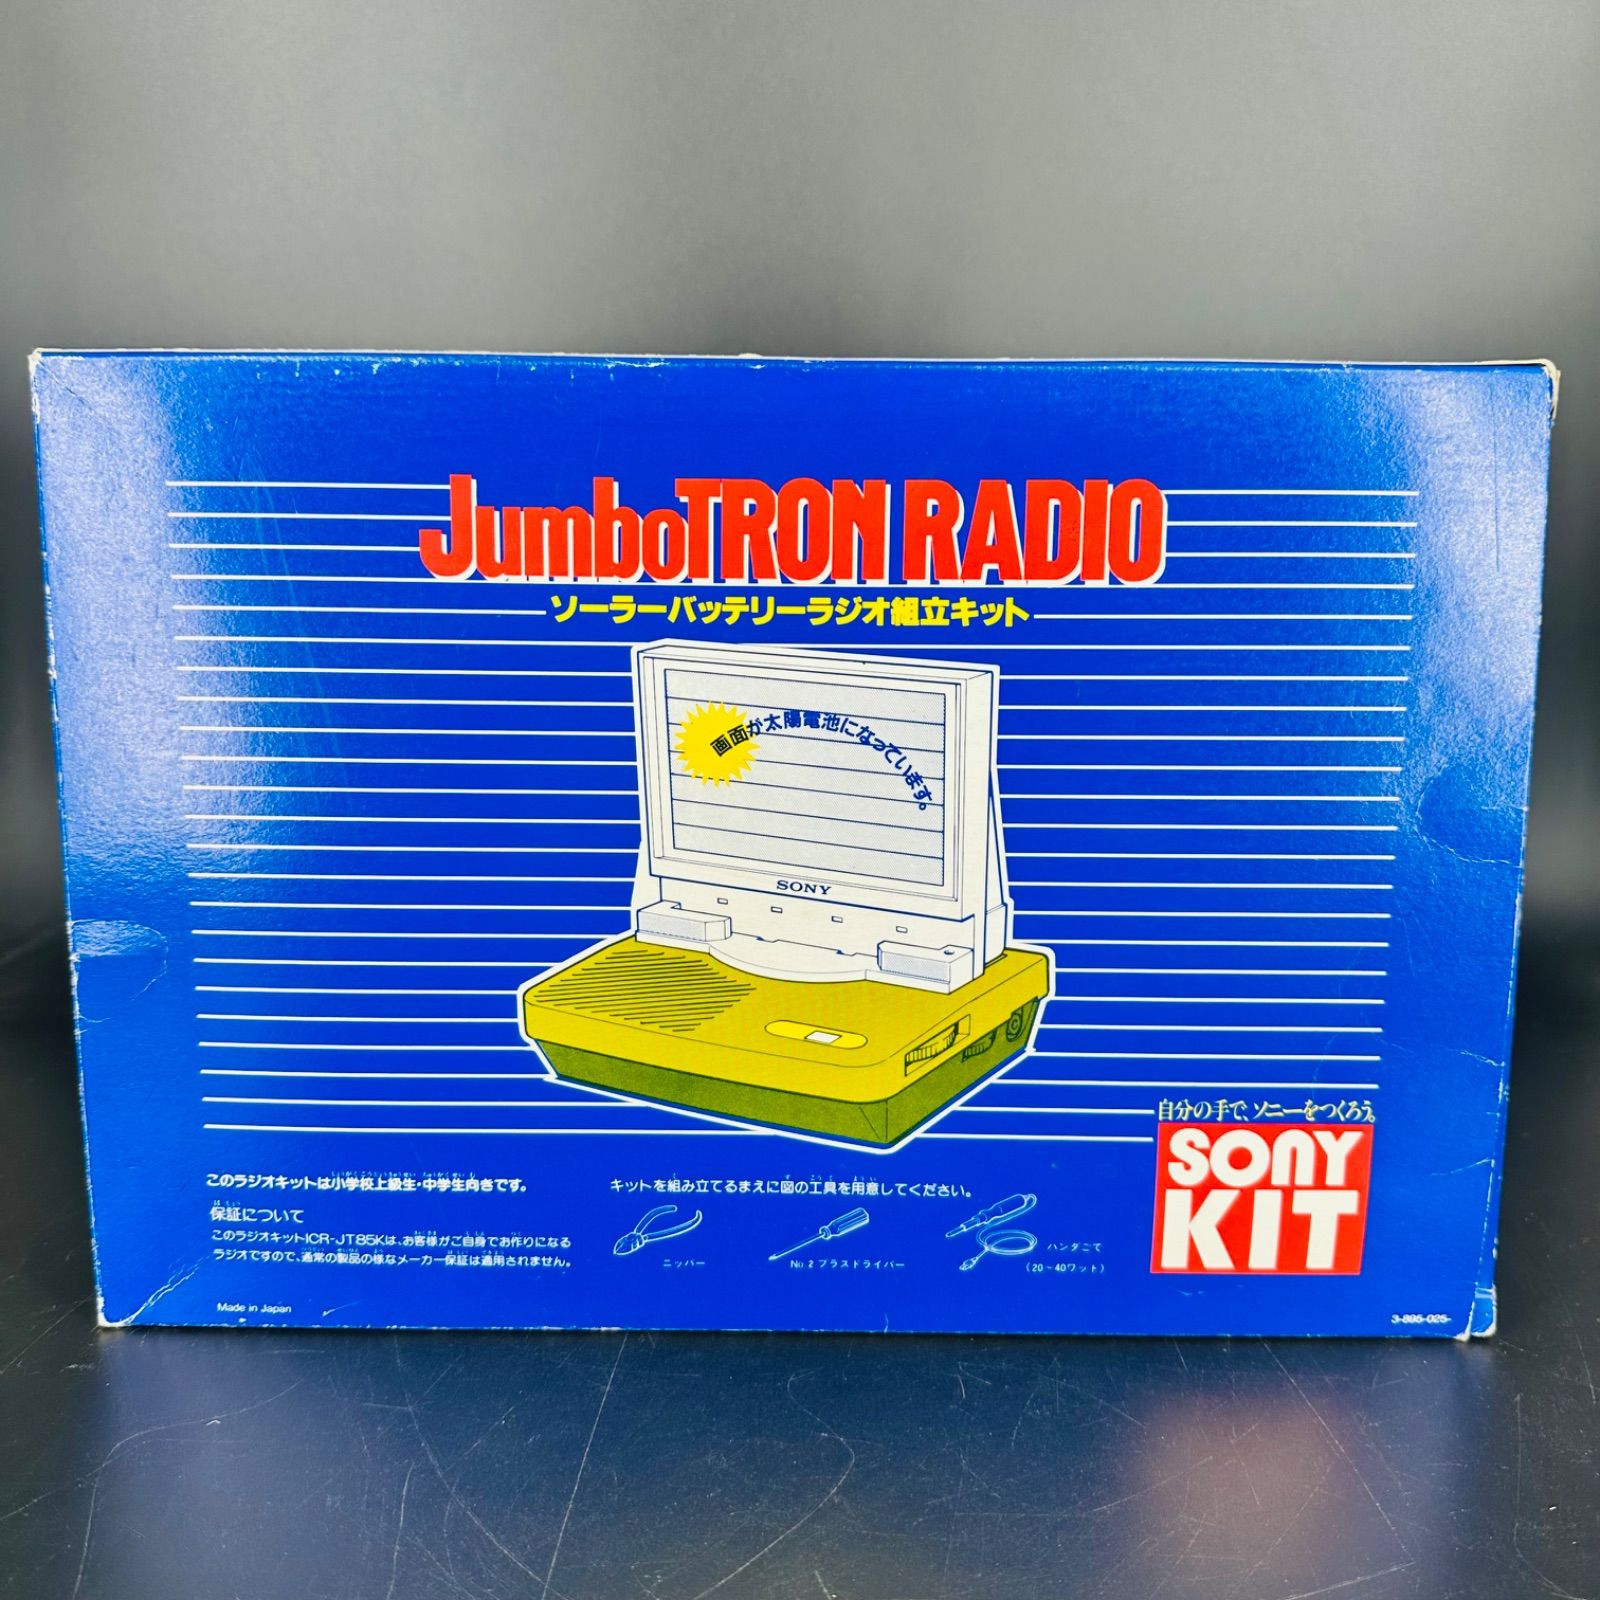 JumboTRON RADIO
ソーラーバッテリーラジオ組立キット
画面が太陽電池になっています。
SONY
自分の手で、ソニーをつくろう。
SONY
KIT
このラジオキットは小学校上級生・中学生向きです。
保証について
このラジオキットICR-JT85Kは、お客様がご自身でお作りになる
ラジオですので、通常の製品の様なメーカー保証は適用されません。
キットを組み立てるまえに図の工具を用意してください。
ニッパー
No.2 プラスドライバー
ハンダごて
(20~40ワット)
Made in Japan
3-895-025-